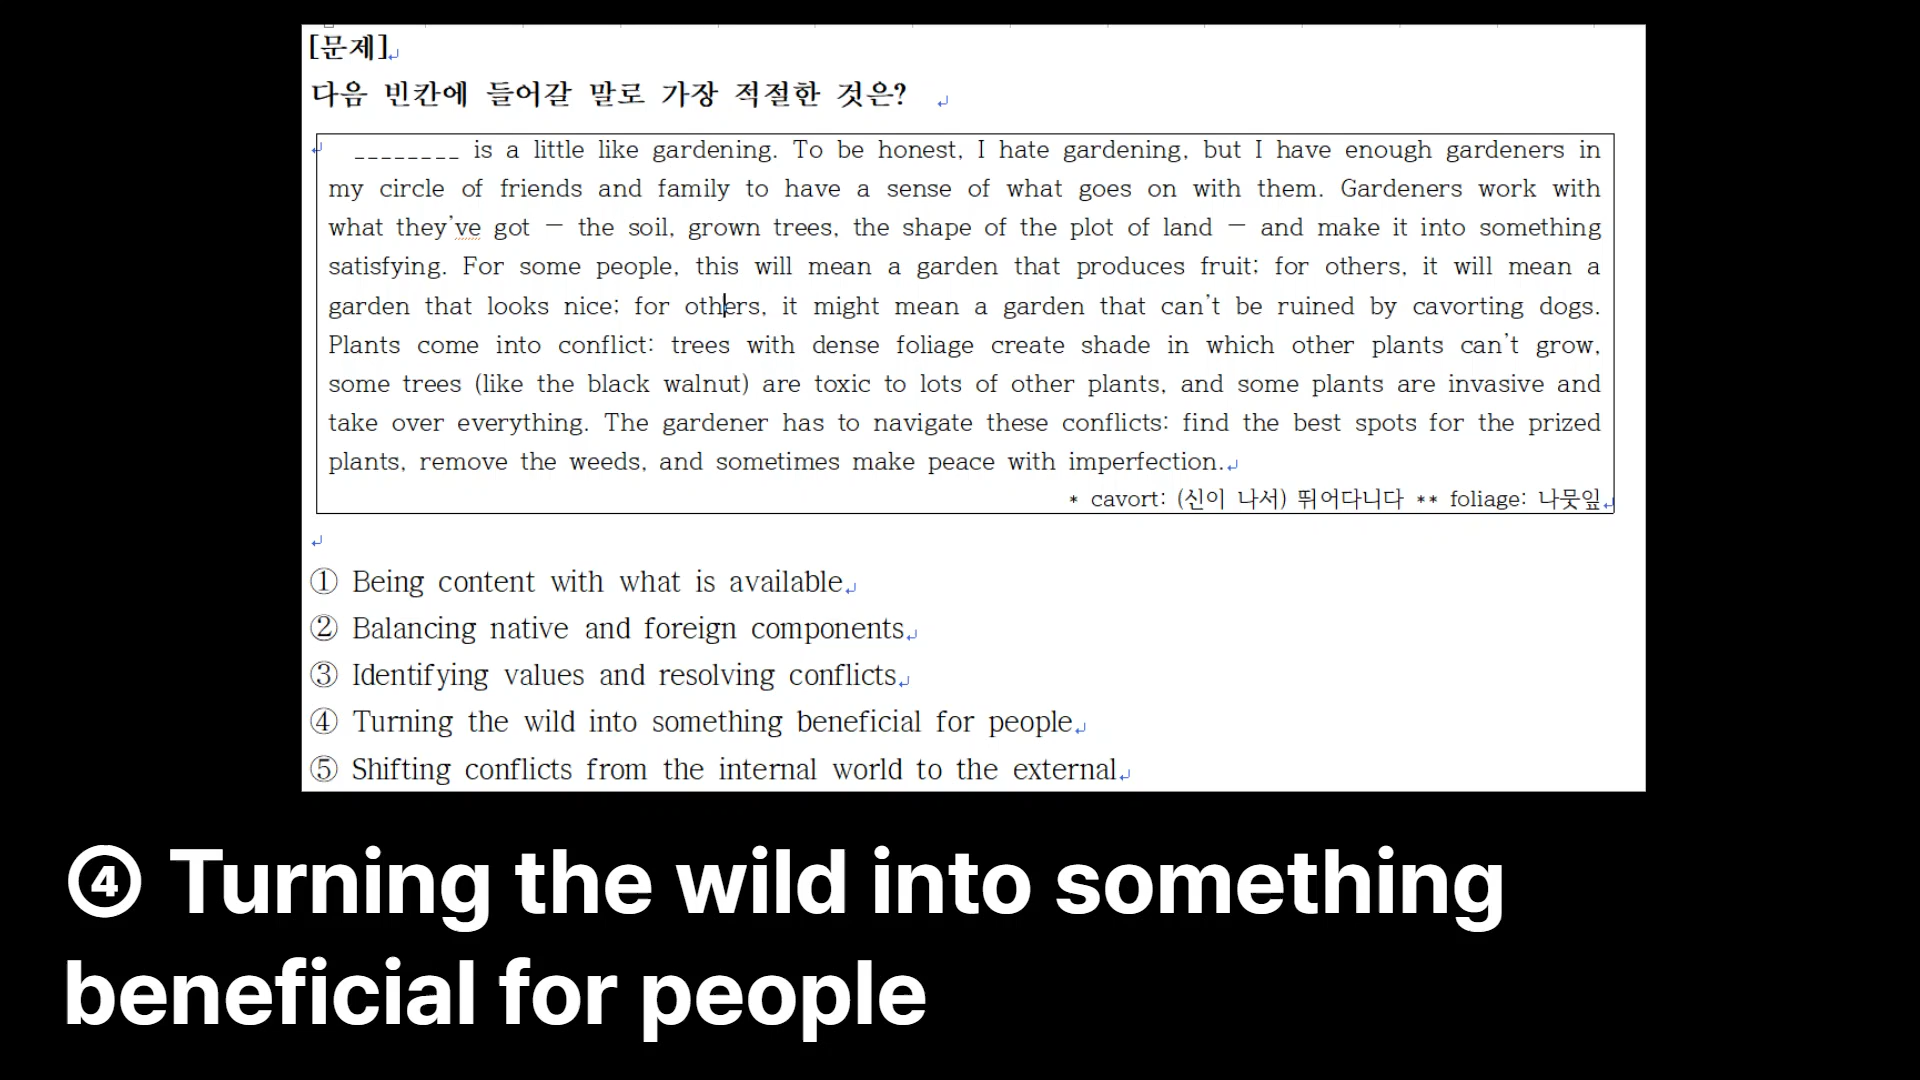 [문제]
다음 빈칸에 들어갈 말로 가장 적절한 것은?
________ is a little like gardening. To be honest, I hate gardening, but I have enough gardeners in
my circle of friends and family to have a sense of what goes on with them. Gardeners work with
what they've got — the soil, grown trees, the shape of the plot of land — and make it into something
satisfying. For some people, this will mean a garden that produces fruit; for others, it will mean a
garden that looks nice; for others, it might mean a garden that can't be ruined by cavorting dogs.
Plants come into conflict: trees with dense foliage create shade in which other plants can't grow,
some trees (like the black walnut) are toxic to lots of other plants, and some plants are invasive and
take over everything. The gardener has to navigate these conflicts: find the best spots for the prized
plants, remove the weeds, and sometimes make peace with imperfection.
* cavort: (신이 나서) 뛰어다니다 ** foliage: 나뭇잎
① Being content with what is available
② Balancing native and foreign components
③ Identifying values and resolving conflicts
④ Turning the wild into something beneficial for people
⑤ Shifting conflicts from the internal world to the external
④ Turning the wild into something
beneficial for people